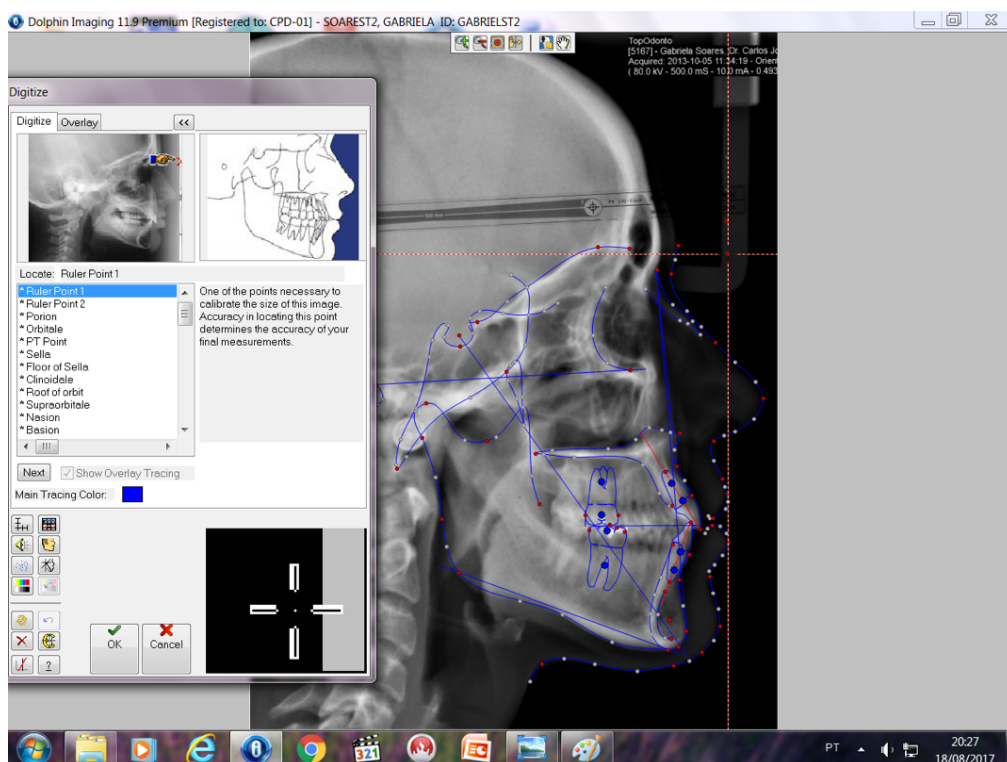 Dolphin Imaging 11.9 Premium [Registered to: CPD-01] - SOAREST2, GABRIELA ID: GABRIELST2
TopOdonto
[5167] - Gabriela Soares, Dr. Carlos Jo
Acquired: 2013-10-05 11:34:19 - Orient
( 80.0 kV - 500.0 mS - 10.0 mA - 0.493
Digitize
Digitize Overlay <<
Locate: Ruler Point 1
* Ruler Point 1
* Ruler Point 2
* Porion
* Orbitale
* PT Point
* Sella
* Floor of Sella
* Clinoidale
* Roof of orbit
* Supraorbitale
* Nasion
* Basion
One of the points necessary to
calibrate the size of this image.
Accuracy in locating this point
determines the accuracy of your
final measurements.
Next Show Overlay Tracing
Main Tracing Color:
OK Cancel
321
PT 20:27
18/08/2017